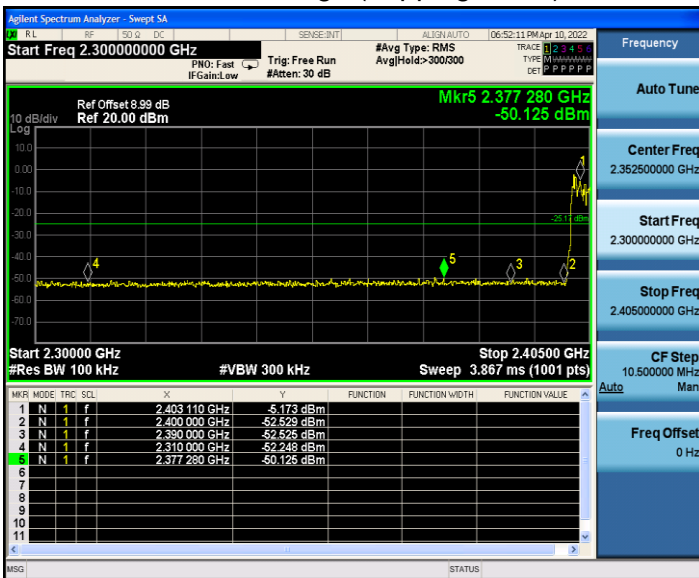 Agilent Spectrum Analyzer - Swept SA
RL RF 50 Ω DC SENSE:INT ALIGN AUTO 06:52:11 PM Apr 10, 2022
Start Freq 2.300000000 GHz
PNO: Fast
IFGain:Low
Trig: Free Run
#Atten: 30 dB
#Avg Type: RMS
Avg|Hold:>300/300
TRACE 1 2 3 4 5 6
TYPE M
DET P P P P P P
Ref Offset 8.99 dB
10 dB/div Ref 20.00 dBm
Log
Mkr5 2.377 280 GHz
-50.125 dBm
10.0
0.00
-10.0
-20.0
-30.0
-40.0
-50.0
-60.0
-70.0
-25.17 dBm
1
2
3
4
5
Start 2.30000 GHz Stop 2.40500 GHz
#Res BW 100 kHz #VBW 300 kHz Sweep 3.867 ms (1001 pts)
MKR MODE TRC SCL X Y FUNCTION FUNCTION WIDTH FUNCTION VALUE
1 N 1 f 2.403 110 GHz -5.173 dBm
2 N 1 f 2.400 000 GHz -52.529 dBm
3 N 1 f 2.390 000 GHz -52.525 dBm
4 N 1 f 2.310 000 GHz -52.248 dBm
5 N 1 f 2.377 280 GHz -50.125 dBm
6
7
8
9
10
11
MSG STATUS
Frequency
Auto Tune
Center Freq
2.352500000 GHz
Start Freq
2.300000000 GHz
Stop Freq
2.405000000 GHz
CF Step
10.500000 MHz
Auto Man
Freq Offset
0 Hz